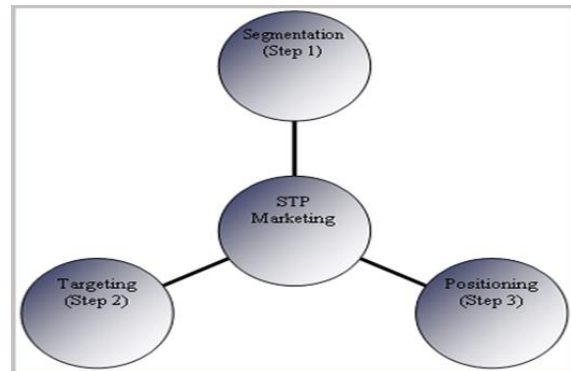 Segmentation
(Step 1)
STP
Marketing
Targeting
(Step 2)
Positioning
(Step 3)